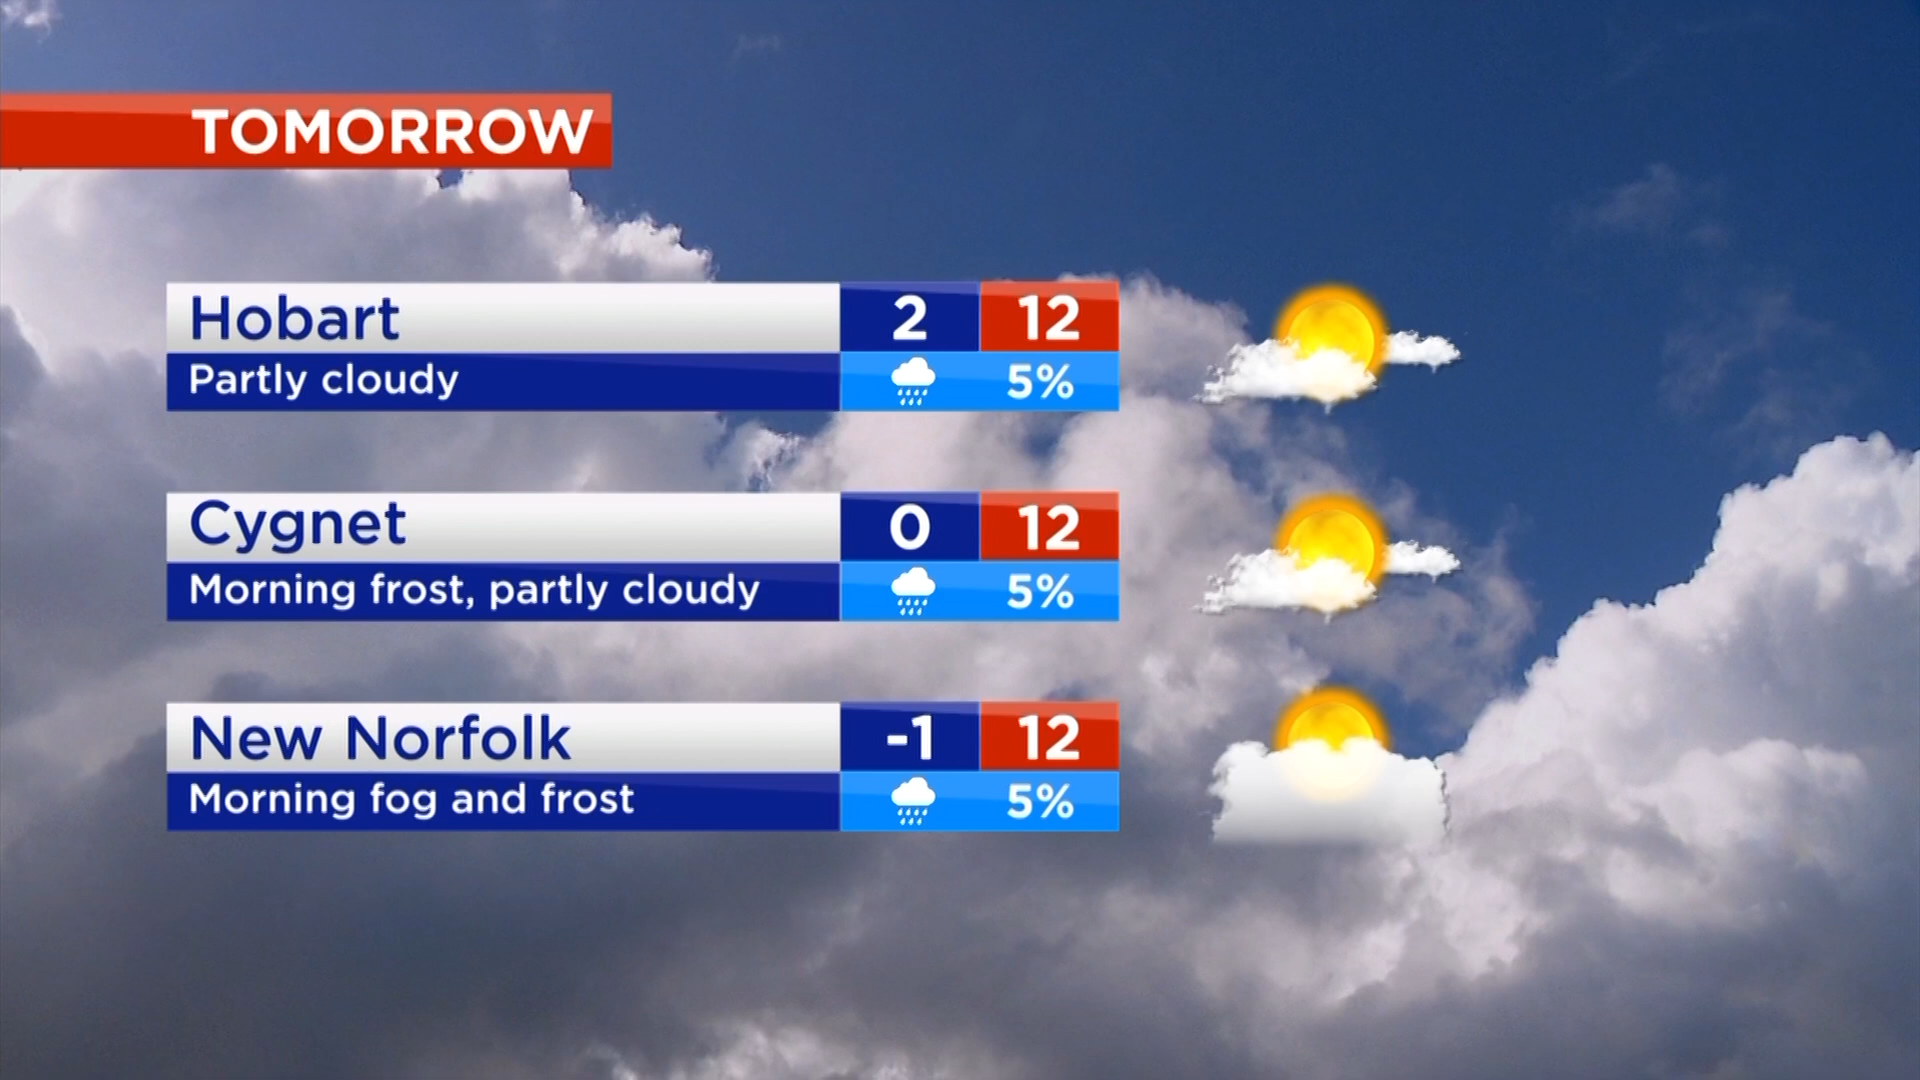 TOMORROW
Hobart 2 12
Partly cloudy 5%
Cygnet 0 12
Morning frost, partly cloudy 5%
New Norfolk -1 12
Morning fog and frost 5%